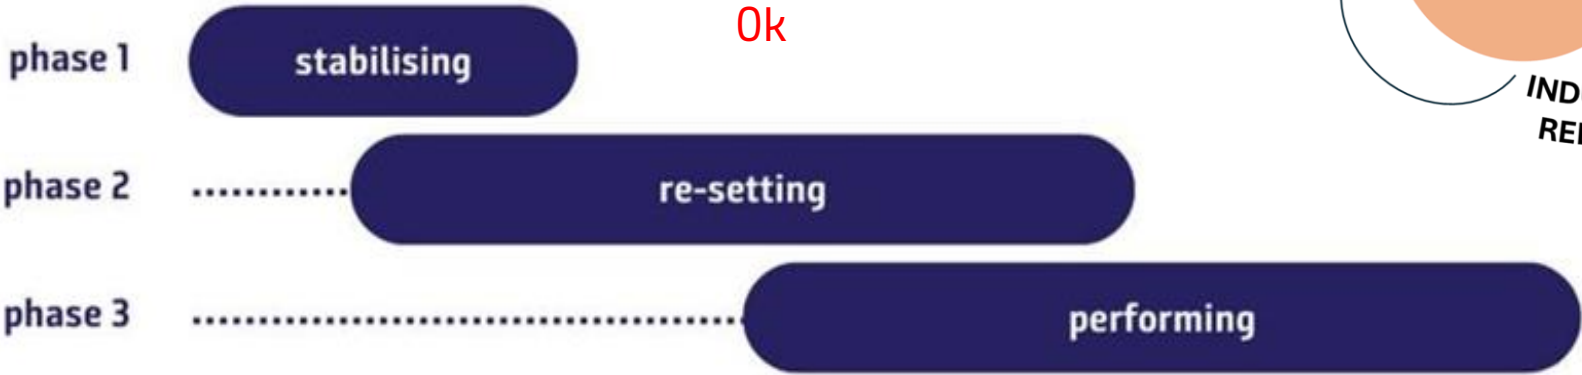 Ok
phase 1 stabilising
phase 2 re-setting
phase 3 performing